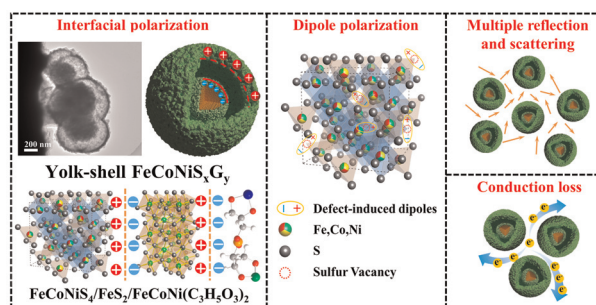 Interfacial polarization
200 nm
Yolk-shell FeCoNiSₓGᵧ
FeCoNiS₄/FeS₂/FeCoNi(C₃H₅O₃)₂
Dipole polarization
Defect-induced dipoles
Fe,Co,Ni
S
Sulfur Vacancy
Multiple reflection
and scattering
Conduction loss
e⁻
e⁻
e⁻
e⁻
e⁻
e⁻
e⁻